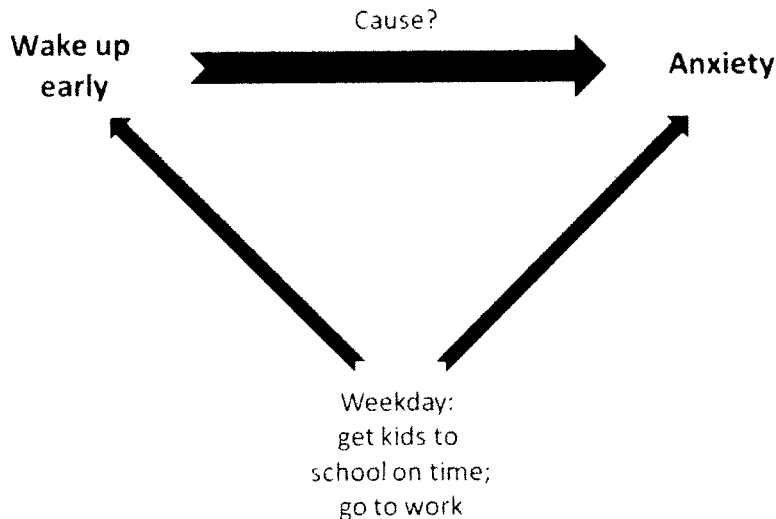 Cause?
Wake up
early
Anxiety
Weekday:
get kids to
school on time;
go to work